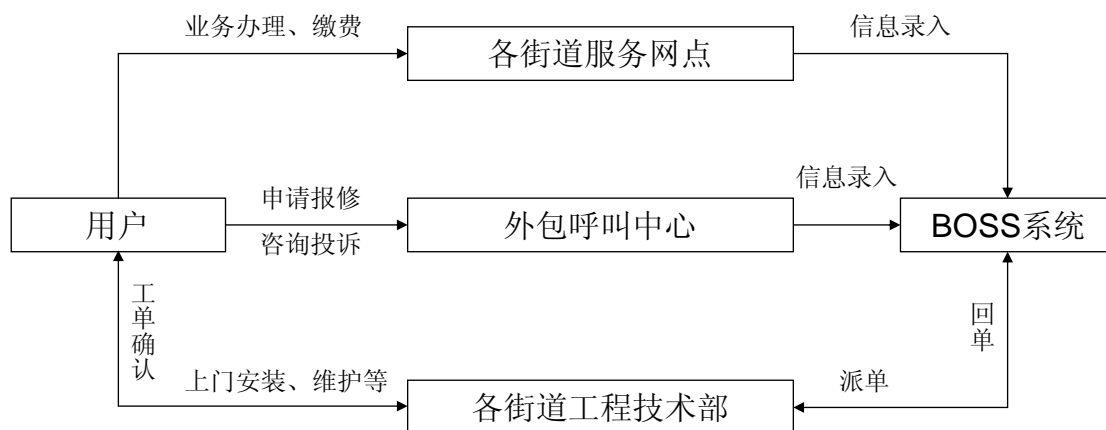 业务办理、缴费
各街道服务网点
信息录入
用户
申请报修
咨询投诉
外包呼叫中心
信息录入
BOSS系统
工单确认
上门安装、维护等
各街道工程技术部
派单
回单